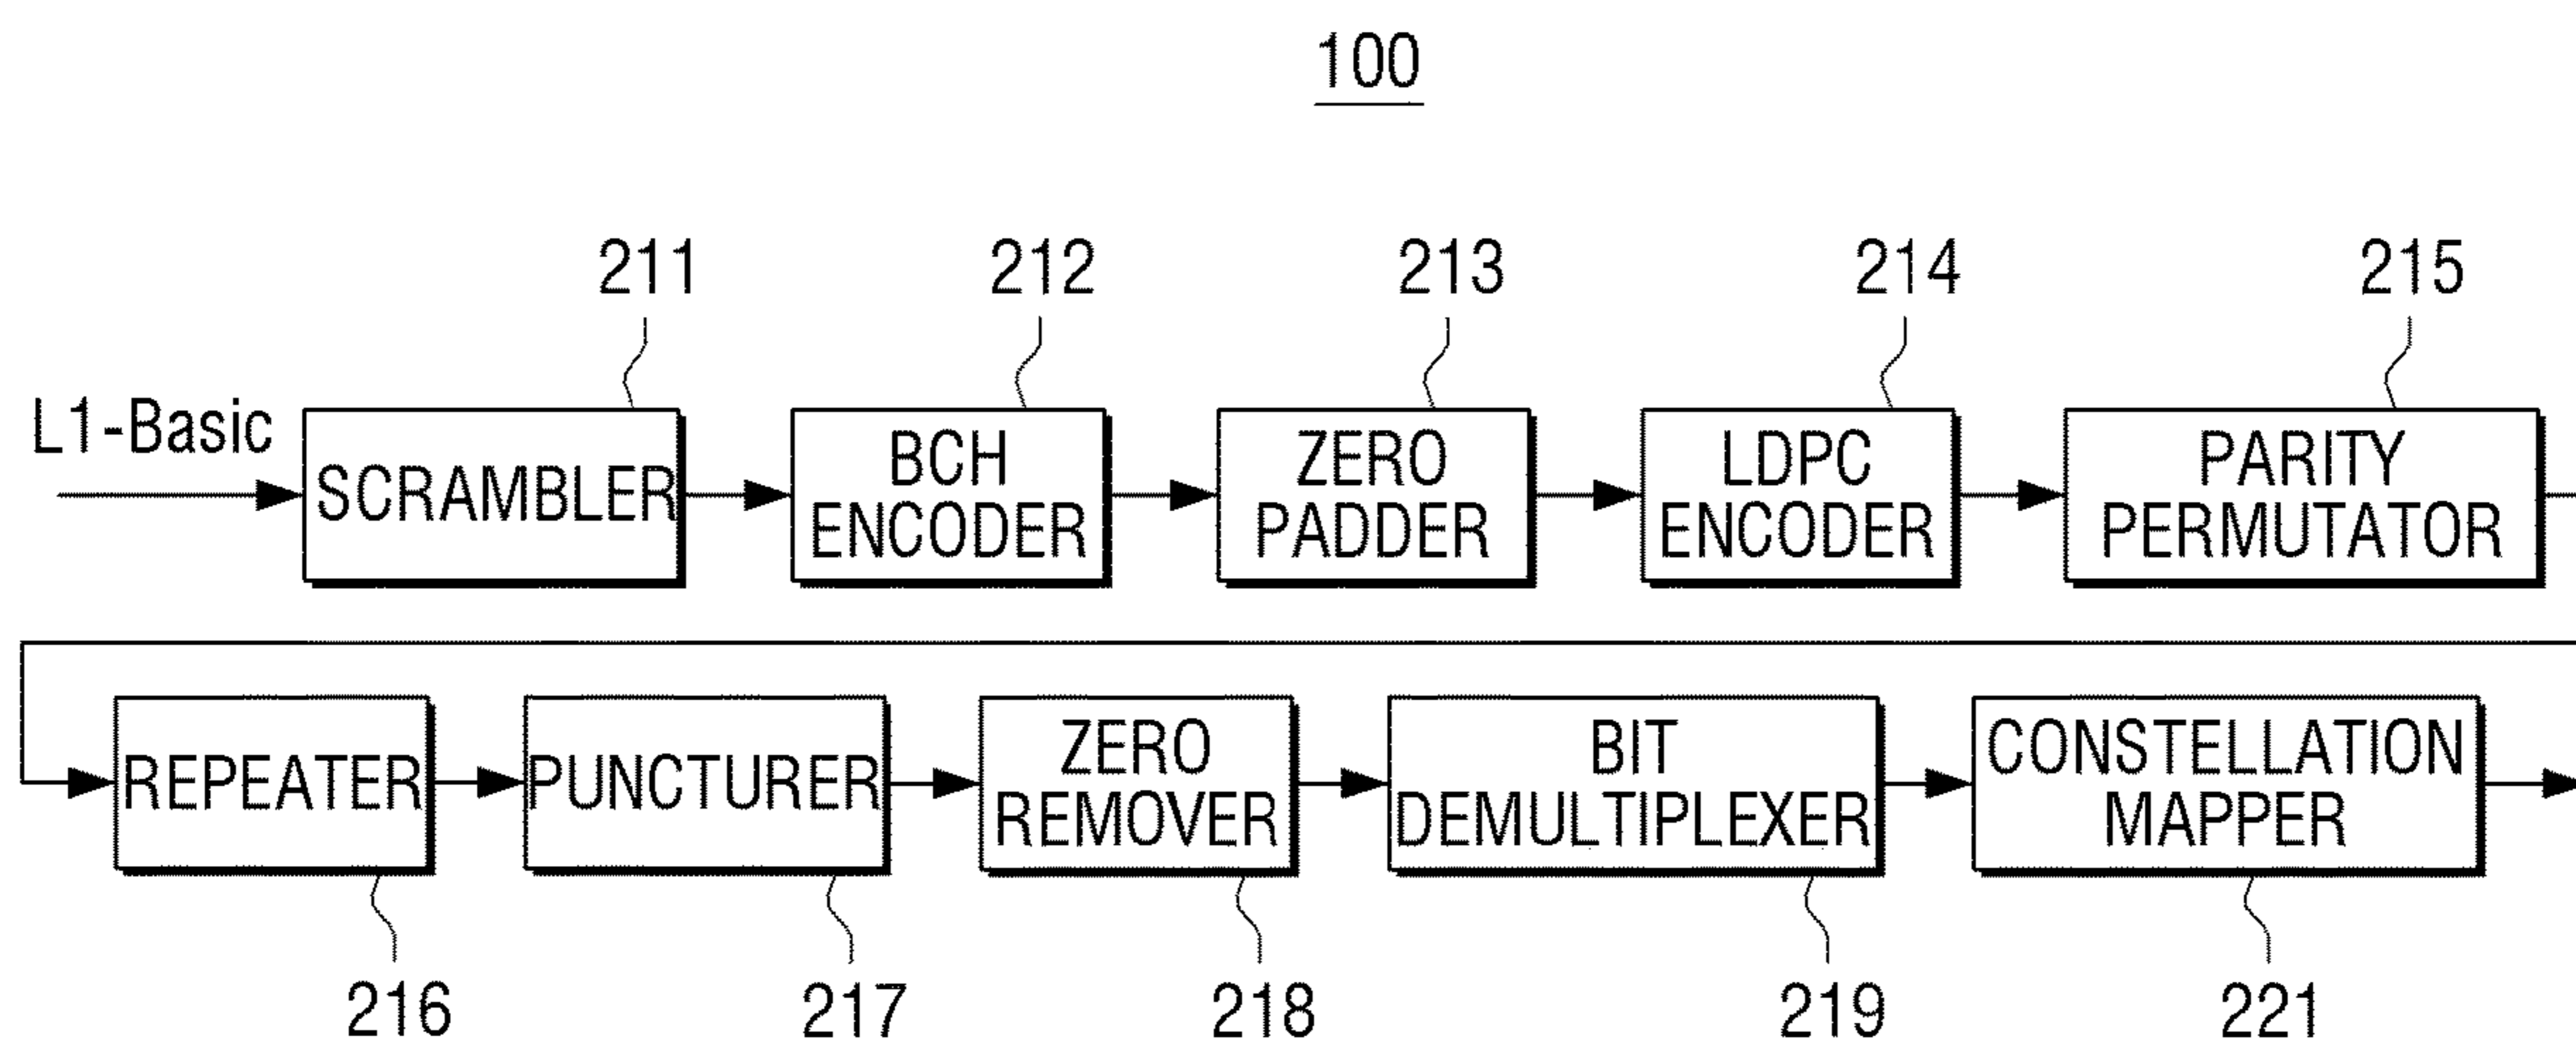 100
211
212
213
214
215
L1-Basic
SCRAMBLER
BCH
ENCODER
ZERO
PADDER
LDPC
ENCODER
PARITY
PERMUTATOR
REPEATER
PUNCTURER
ZERO
REMOVER
BIT
DEMULTIPLEXER
CONSTELLATION
MAPPER
216
217
218
219
221